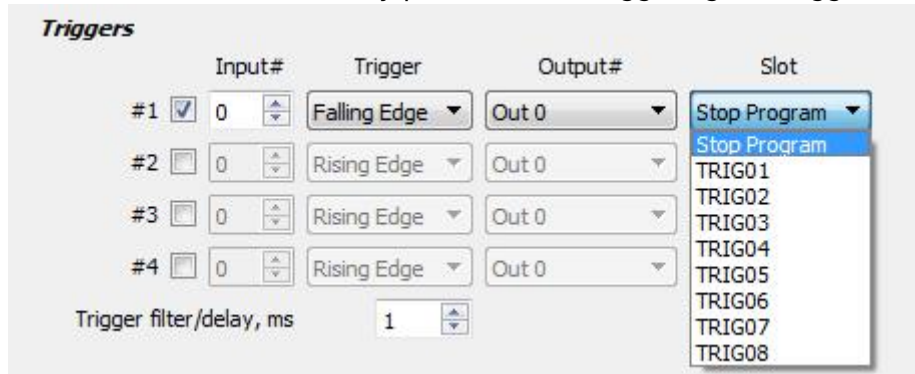 Triggers
Input# Trigger Output# Slot
#1 0 Falling Edge Out 0 Stop Program
Stop Program
#2 0 Rising Edge Out 0
TRIG01
TRIG02
#3 0 Rising Edge Out 0
TRIG03
TRIG04
#4 0 Rising Edge Out 0
TRIG05
TRIG06
Trigger filter/delay, ms 1
TRIG07
TRIG08